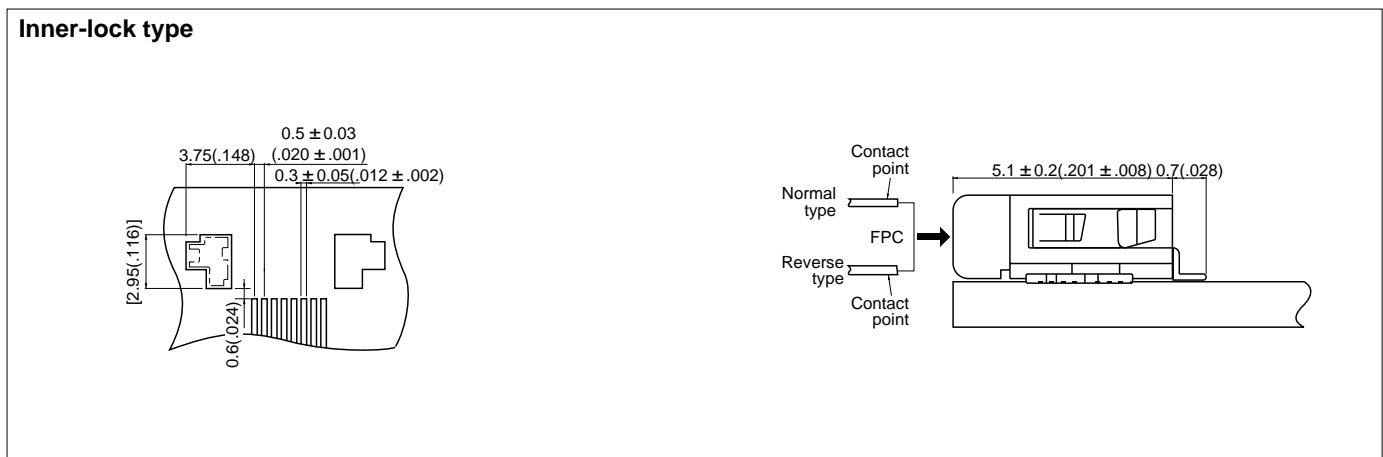 Inner-lock type
0.5 ± 0.03
3.75(.148)
(.020 ± .001)
0.3 ± 0.05(.012 ± .002)
[2.95(.116)]
0.6(.024)
Contact
point
5.1 ± 0.2(.201 ± .008)
0.7(.028)
Normal
type
FPC
Reverse
type
Contact
point